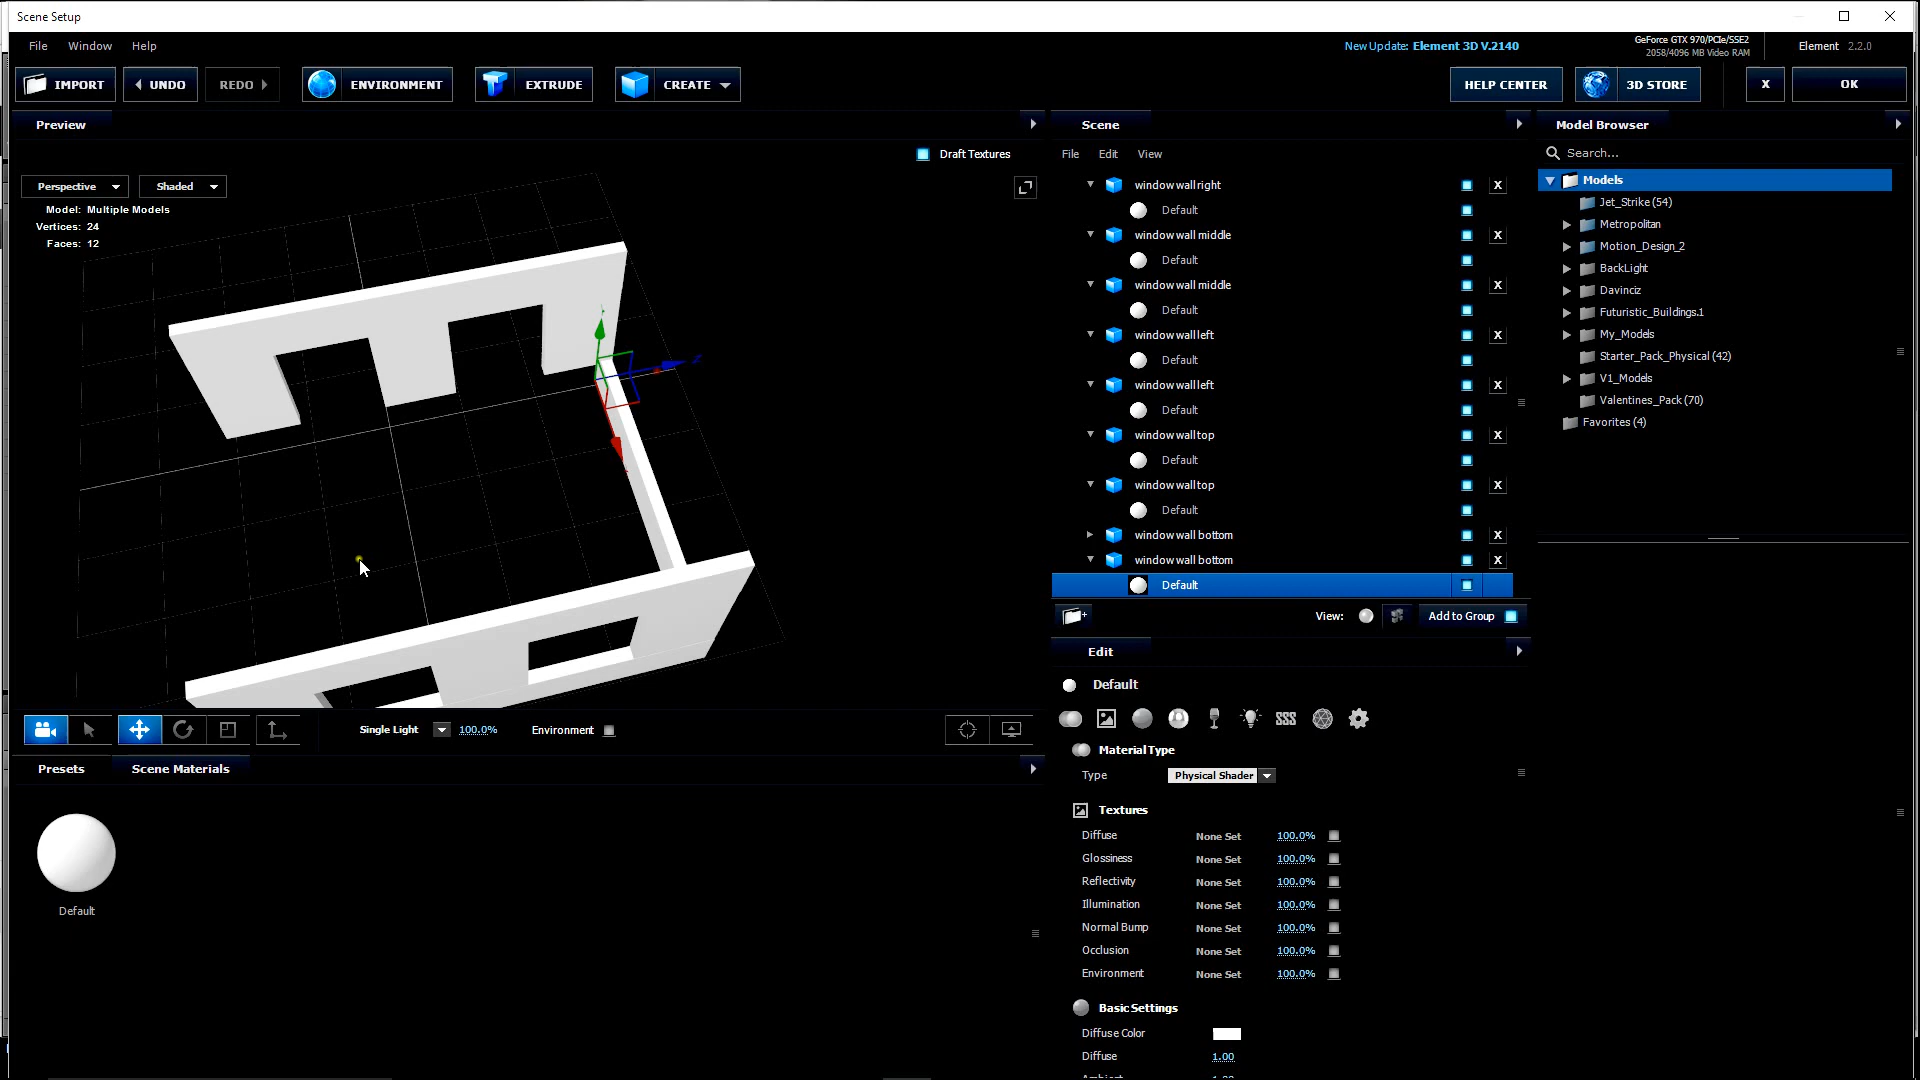 Scene Setup
File Window Help
New Update: Element 3D V.2140
GeForce GTX 970/PCIe/SSE2
2058/4096 MB Video RAM
Element 2.2.0
IMPORT UNDO REDO ENVIRONMENT EXTRUDE CREATE HELP CENTER 3D STORE X OK
Preview
Draft Textures
Perspective Shaded
Model: Multiple Models
Vertices: 24
Faces: 12
Single Light 100.0% Environment
Presets Scene Materials
Default
Scene
File Edit View
window wall right X
Default
window wall middle X
Default
window wall middle X
Default
window wall left X
Default
window wall left X
Default
window wall top X
Default
window wall top X
Default
window wall bottom X
window wall bottom X
Default
View: Add to Group
Edit
Default
Material Type
Type Physical Shader
Textures
Diffuse None Set 100.0%
Glossiness None Set 100.0%
Reflectivity None Set 100.0%
Illumination None Set 100.0%
Normal Bump None Set 100.0%
Occlusion None Set 100.0%
Environment None Set 100.0%
Basic Settings
Diffuse Color
Diffuse 1.00
Model Browser
Search...
Models
Jet_Strike (54)
Metropolitan
Motion_Design_2
BackLight
Davinciz
Futuristic_Buildings.1
My_Models
Starter_Pack_Physical (42)
V1_Models
Valentines_Pack (70)
Favorites (4)